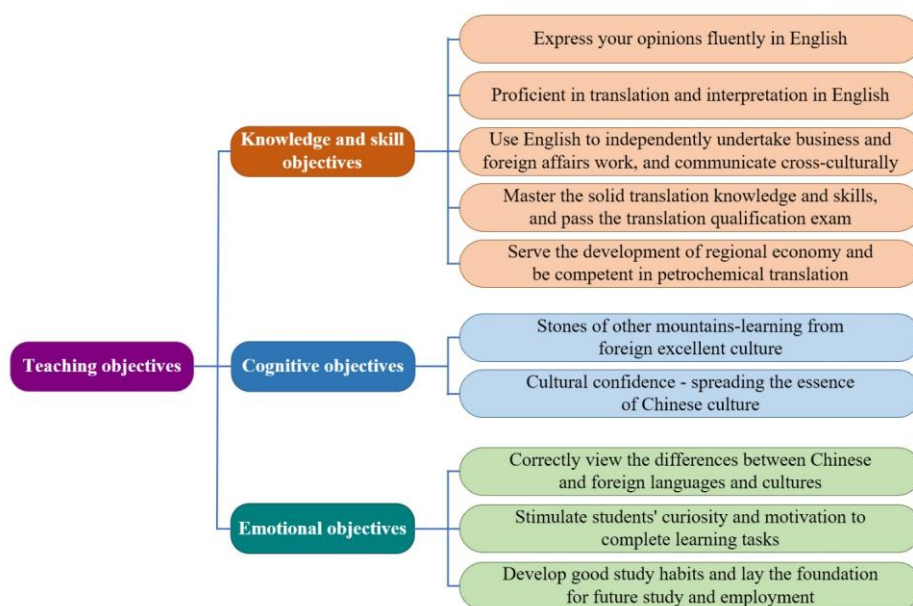 Teaching objectives
Knowledge and skill
objectives
Express your opinions fluently in English
Proficient in translation and interpretation in English
Use English to independently undertake business and
foreign affairs work, and communicate cross-culturally
Master the solid translation knowledge and skills,
and pass the translation qualification exam
Serve the development of regional economy and
be competent in petrochemical translation
Cognitive objectives
Stones of other mountains-learning from
foreign excellent culture
Cultural confidence - spreading the essence
of Chinese culture
Emotional objectives
Correctly view the differences between Chinese
and foreign languages and cultures
Stimulate students' curiosity and motivation to
complete learning tasks
Develop good study habits and lay the foundation
for future study and employment